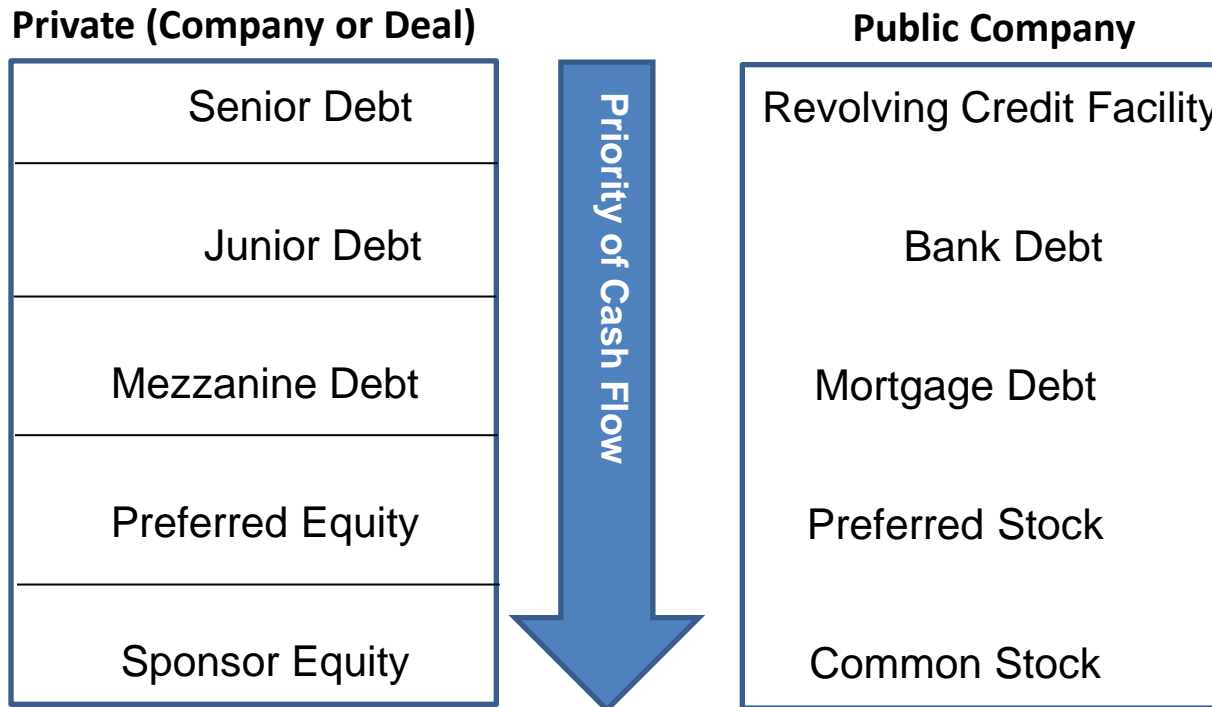 Private (Company or Deal)
Public Company
Senior Debt
Junior Debt
Mezzanine Debt
Preferred Equity
Sponsor Equity
Priority of Cash Flow
Revolving Credit Facility
Bank Debt
Mortgage Debt
Preferred Stock
Common Stock